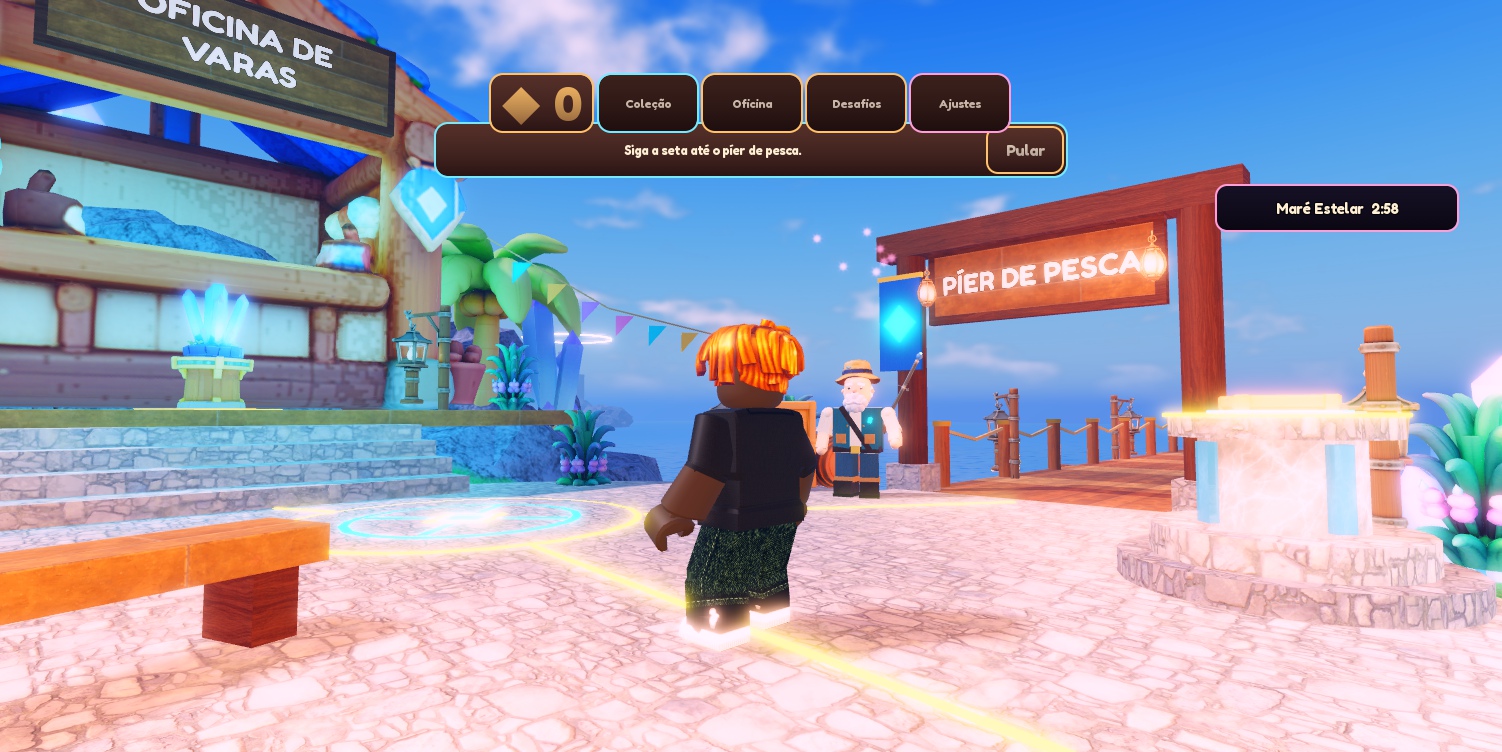 OFICINA DE
VARAS
0
Coleção
Oficina
Desafios
Ajustes
Siga a seta até o píer de pesca.
Pular
Maré Estelar 2:58
PÍER DE PESCA